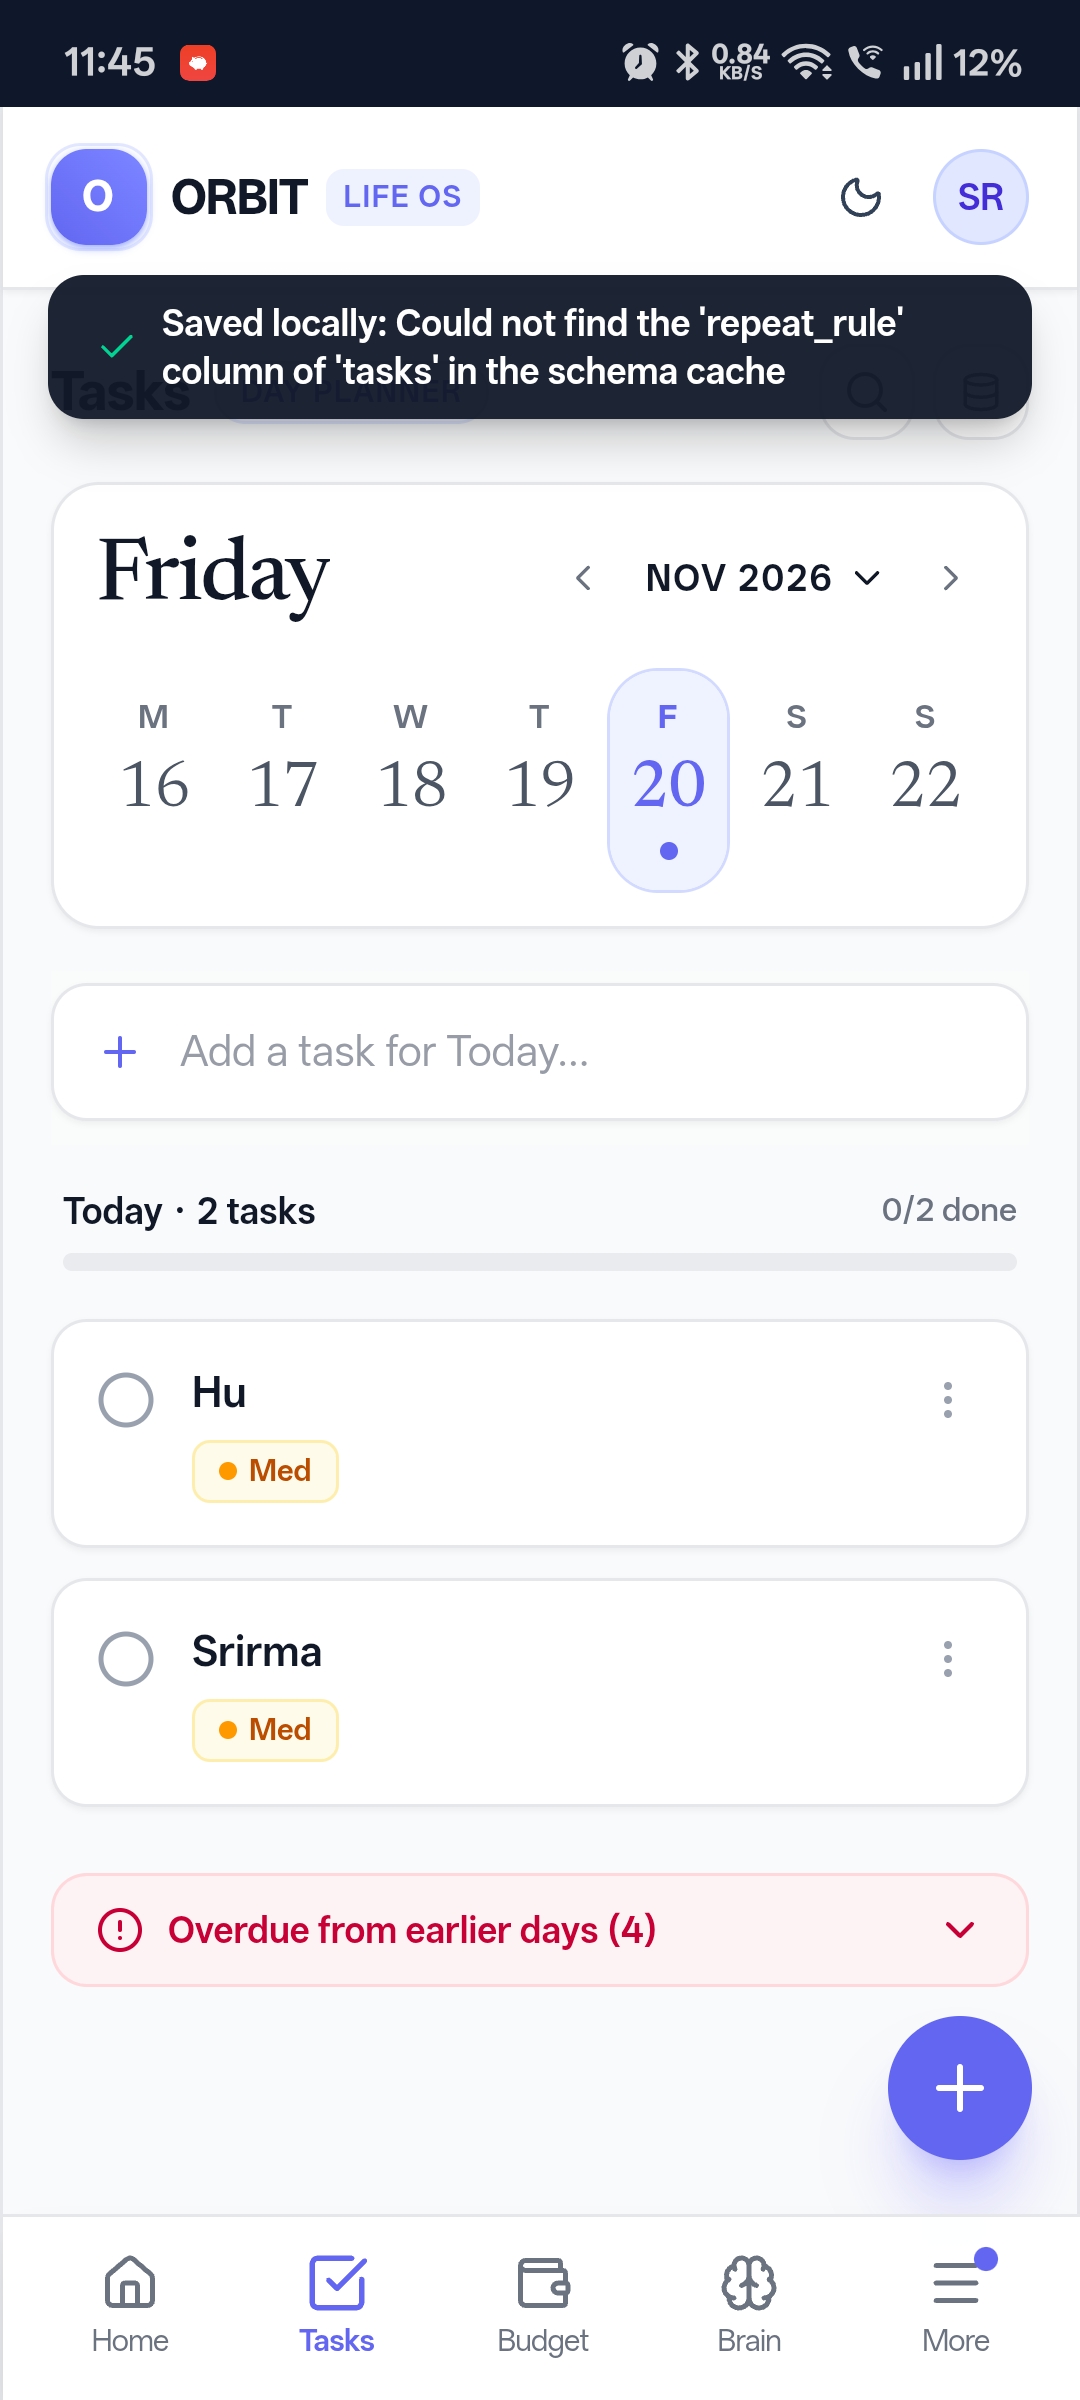 11:45
0.84
KB/S
12%
O
ORBIT
LIFE OS
SR
Saved locally: Could not find the 'repeat_rule'
column of 'tasks' in the schema cache
Tasks
DAY PLANNER
Friday
NOV 2026
M T W T F S S
16 17 18 19 20 21 22
Add a task for Today...
Today · 2 tasks
0/2 done
Hu
Med
Srirma
Med
Overdue from earlier days (4)
Home
Tasks
Budget
Brain
More